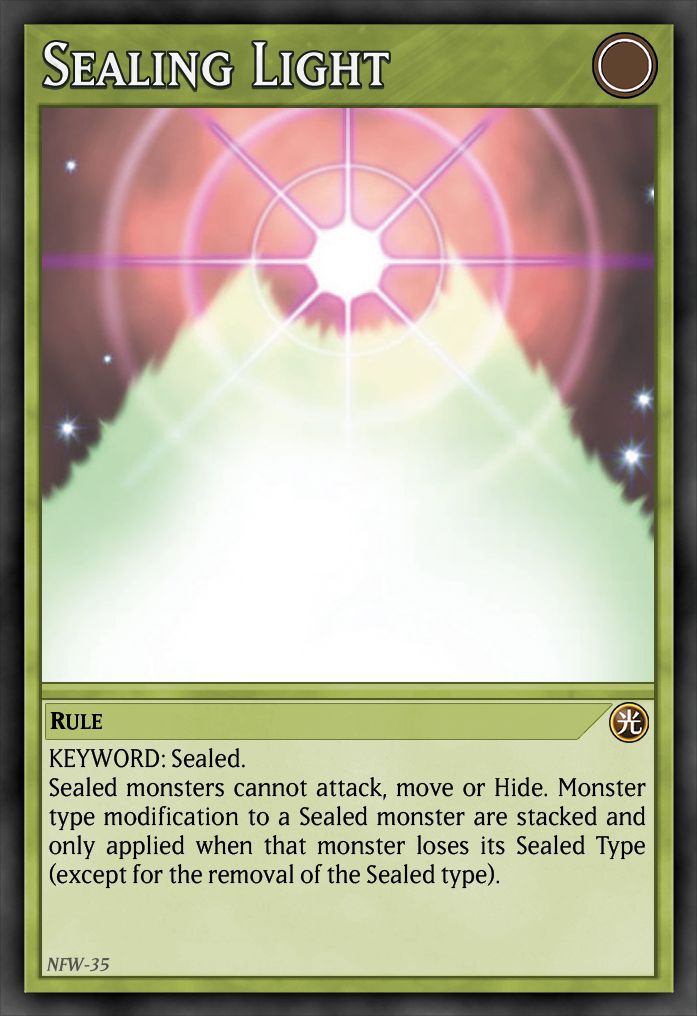 Sealing Light
Rule
光
KEYWORD: Sealed.
Sealed monsters cannot attack, move or Hide. Monster
type modification to a Sealed monster are stacked and
only applied when that monster loses its Sealed Type
(except for the removal of the Sealed type).
NFW-35